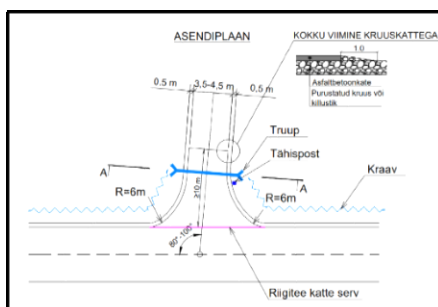 ASENDIPLAAN
KOKKU VIIMINE KRUUSKATTEGA
1.0
Asfaltbetoonkate
Purustatud kruus või
killustik
0.5 m
3,5-4,5 m
0,5 m
Truup
Tähispost
Kraav
A
A
R=6m
R=6m
≥10 m
80°-100°
Riigitee katte serv